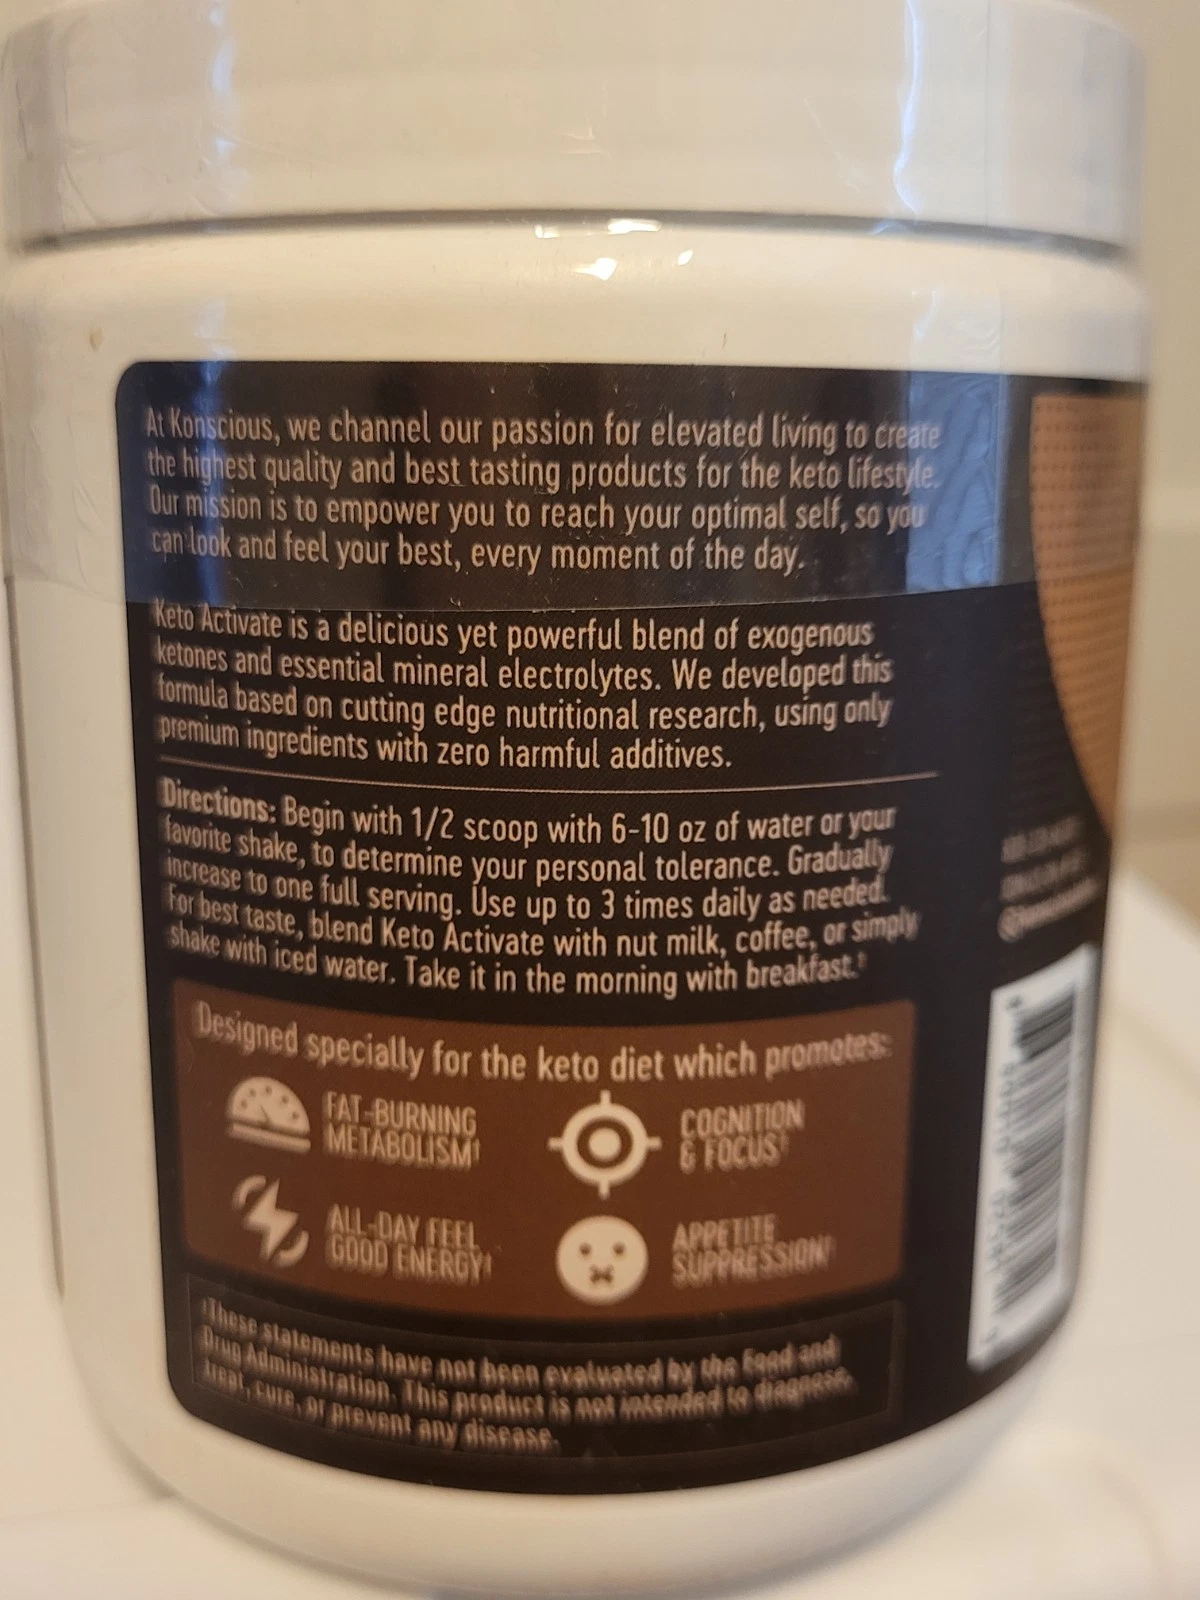 At Konscious, we channel our passion for elevated living to create
the highest quality and best tasting products for the keto lifestyle.
Our mission is to empower you to reach your optimal self, so you
can look and feel your best, every moment of the day.
Keto Activate is a delicious yet powerful blend of exogenous
ketones and essential mineral electrolytes. We developed this
formula based on cutting edge nutritional research, using only
premium ingredients with zero harmful additives.
Directions: Begin with 1/2 scoop with 6-10 oz of water or your
favorite shake, to determine your personal tolerance. Gradually
increase to one full serving. Use up to 3 times daily as needed.
For best taste, blend Keto Activate with nut milk, coffee, or simply
shake with iced water. Take it in the morning with breakfast.†
Designed specially for the keto diet which promotes:
FAT-BURNING
METABOLISM†
COGNITION
& FOCUS†
ALL-DAY FEEL
GOOD ENERGY†
APPETITE
SUPPRESSION†
†These statements have not been evaluated by the Food and
Drug Administration. This product is not intended to diagnose,
treat, cure, or prevent any disease.